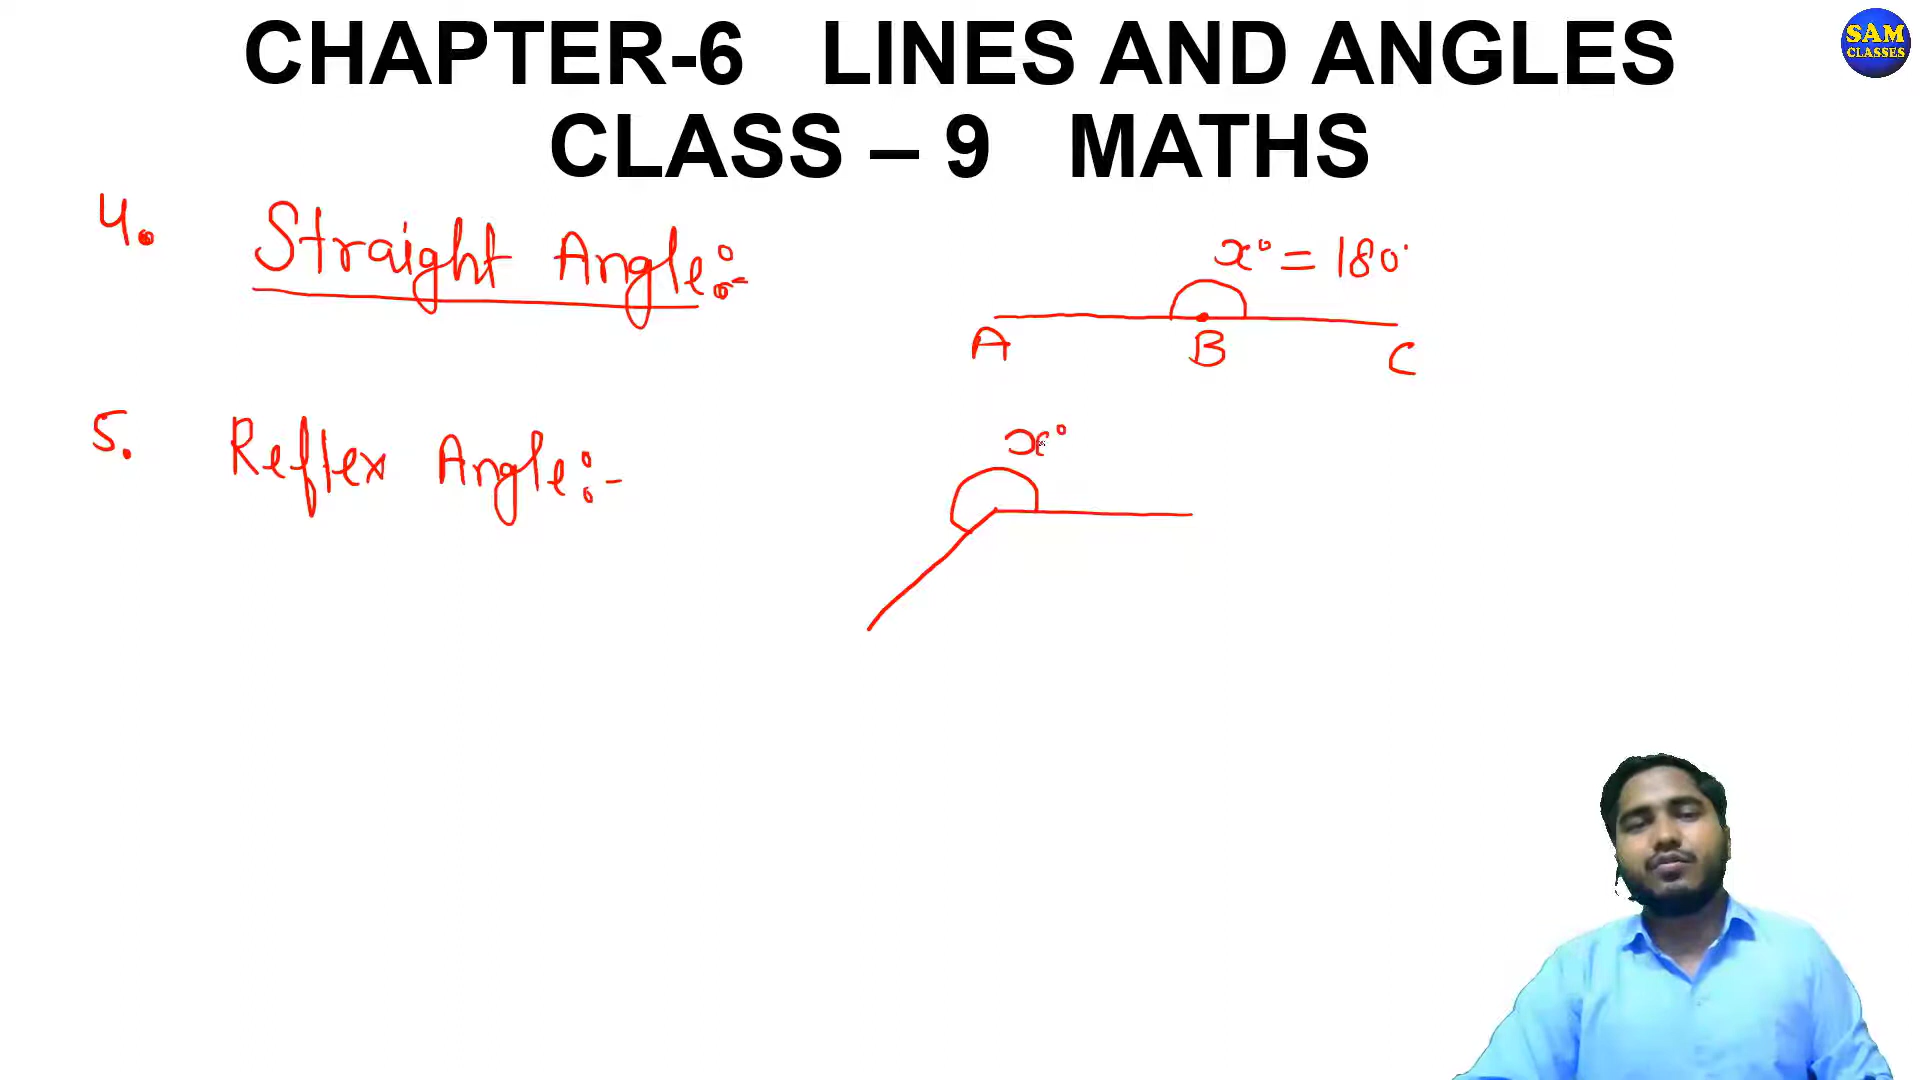 CHAPTER-6 LINES AND ANGLES
CLASS – 9 MATHS
SAM
CLASSES
4. Straight Angle:-
x° = 180°
A B C
5. Reflex Angle:-
x°